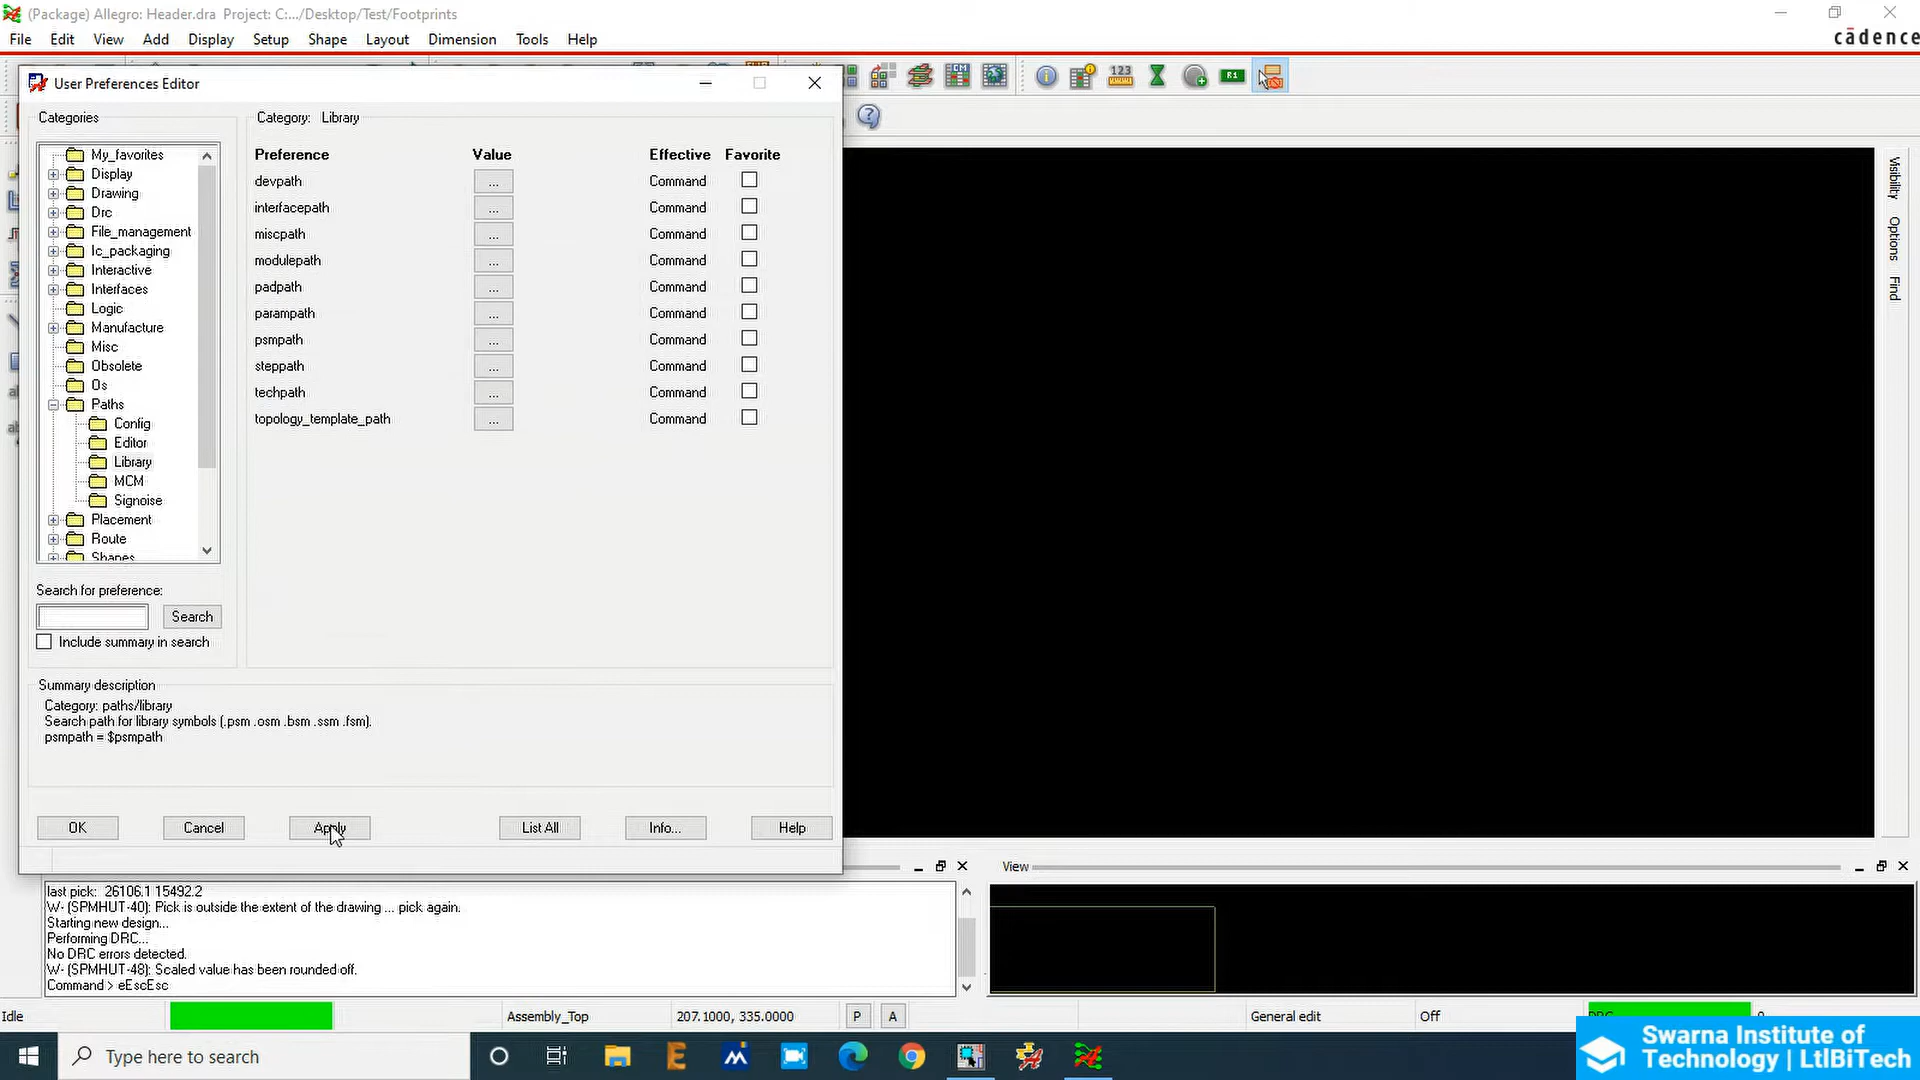 (Package) Allegro: Header.dra  Project: C:.../Desktop/Test/Footprints
File Edit View Add Display Setup Shape Layout Dimension Tools Help
cādence
User Preferences Editor
Categories
My_favorites
Display
Drawing
Drc
File_management
Ic_packaging
Interactive
Interfaces
Logic
Manufacture
Misc
Obsolete
Os
Paths
Config
Editor
Library
MCM
Signoise
Placement
Route
Shapes
Search for preference:
Search
Include summary in search
Category: Library
Preference Value Effective Favorite
devpath ... Command
interfacepath ... Command
miscpath ... Command
modulepath ... Command
padpath ... Command
parampath ... Command
psmpath ... Command
steppath ... Command
techpath ... Command
topology_template_path ... Command
Summary description
Category: paths/library
Search path for library symbols (.psm .osm .bsm .ssm .fsm).
psmpath = $psmpath
OK Cancel Apply List All Info... Help
Visibility
Options
Find
View
last pick:  26106.1 15492.2
W- (SPMHUT-40): Pick is outside the extent of the drawing ... pick again.
Starting new design...
Performing DRC...
No DRC errors detected.
W- (SPMHUT-48): Scaled value has been rounded off.
Command > eEscEsc
Idle Assembly_Top 207.1000, 335.0000 P A General edit Off
Type here to search
Swarna Institute of
Technology | LtlBiTech